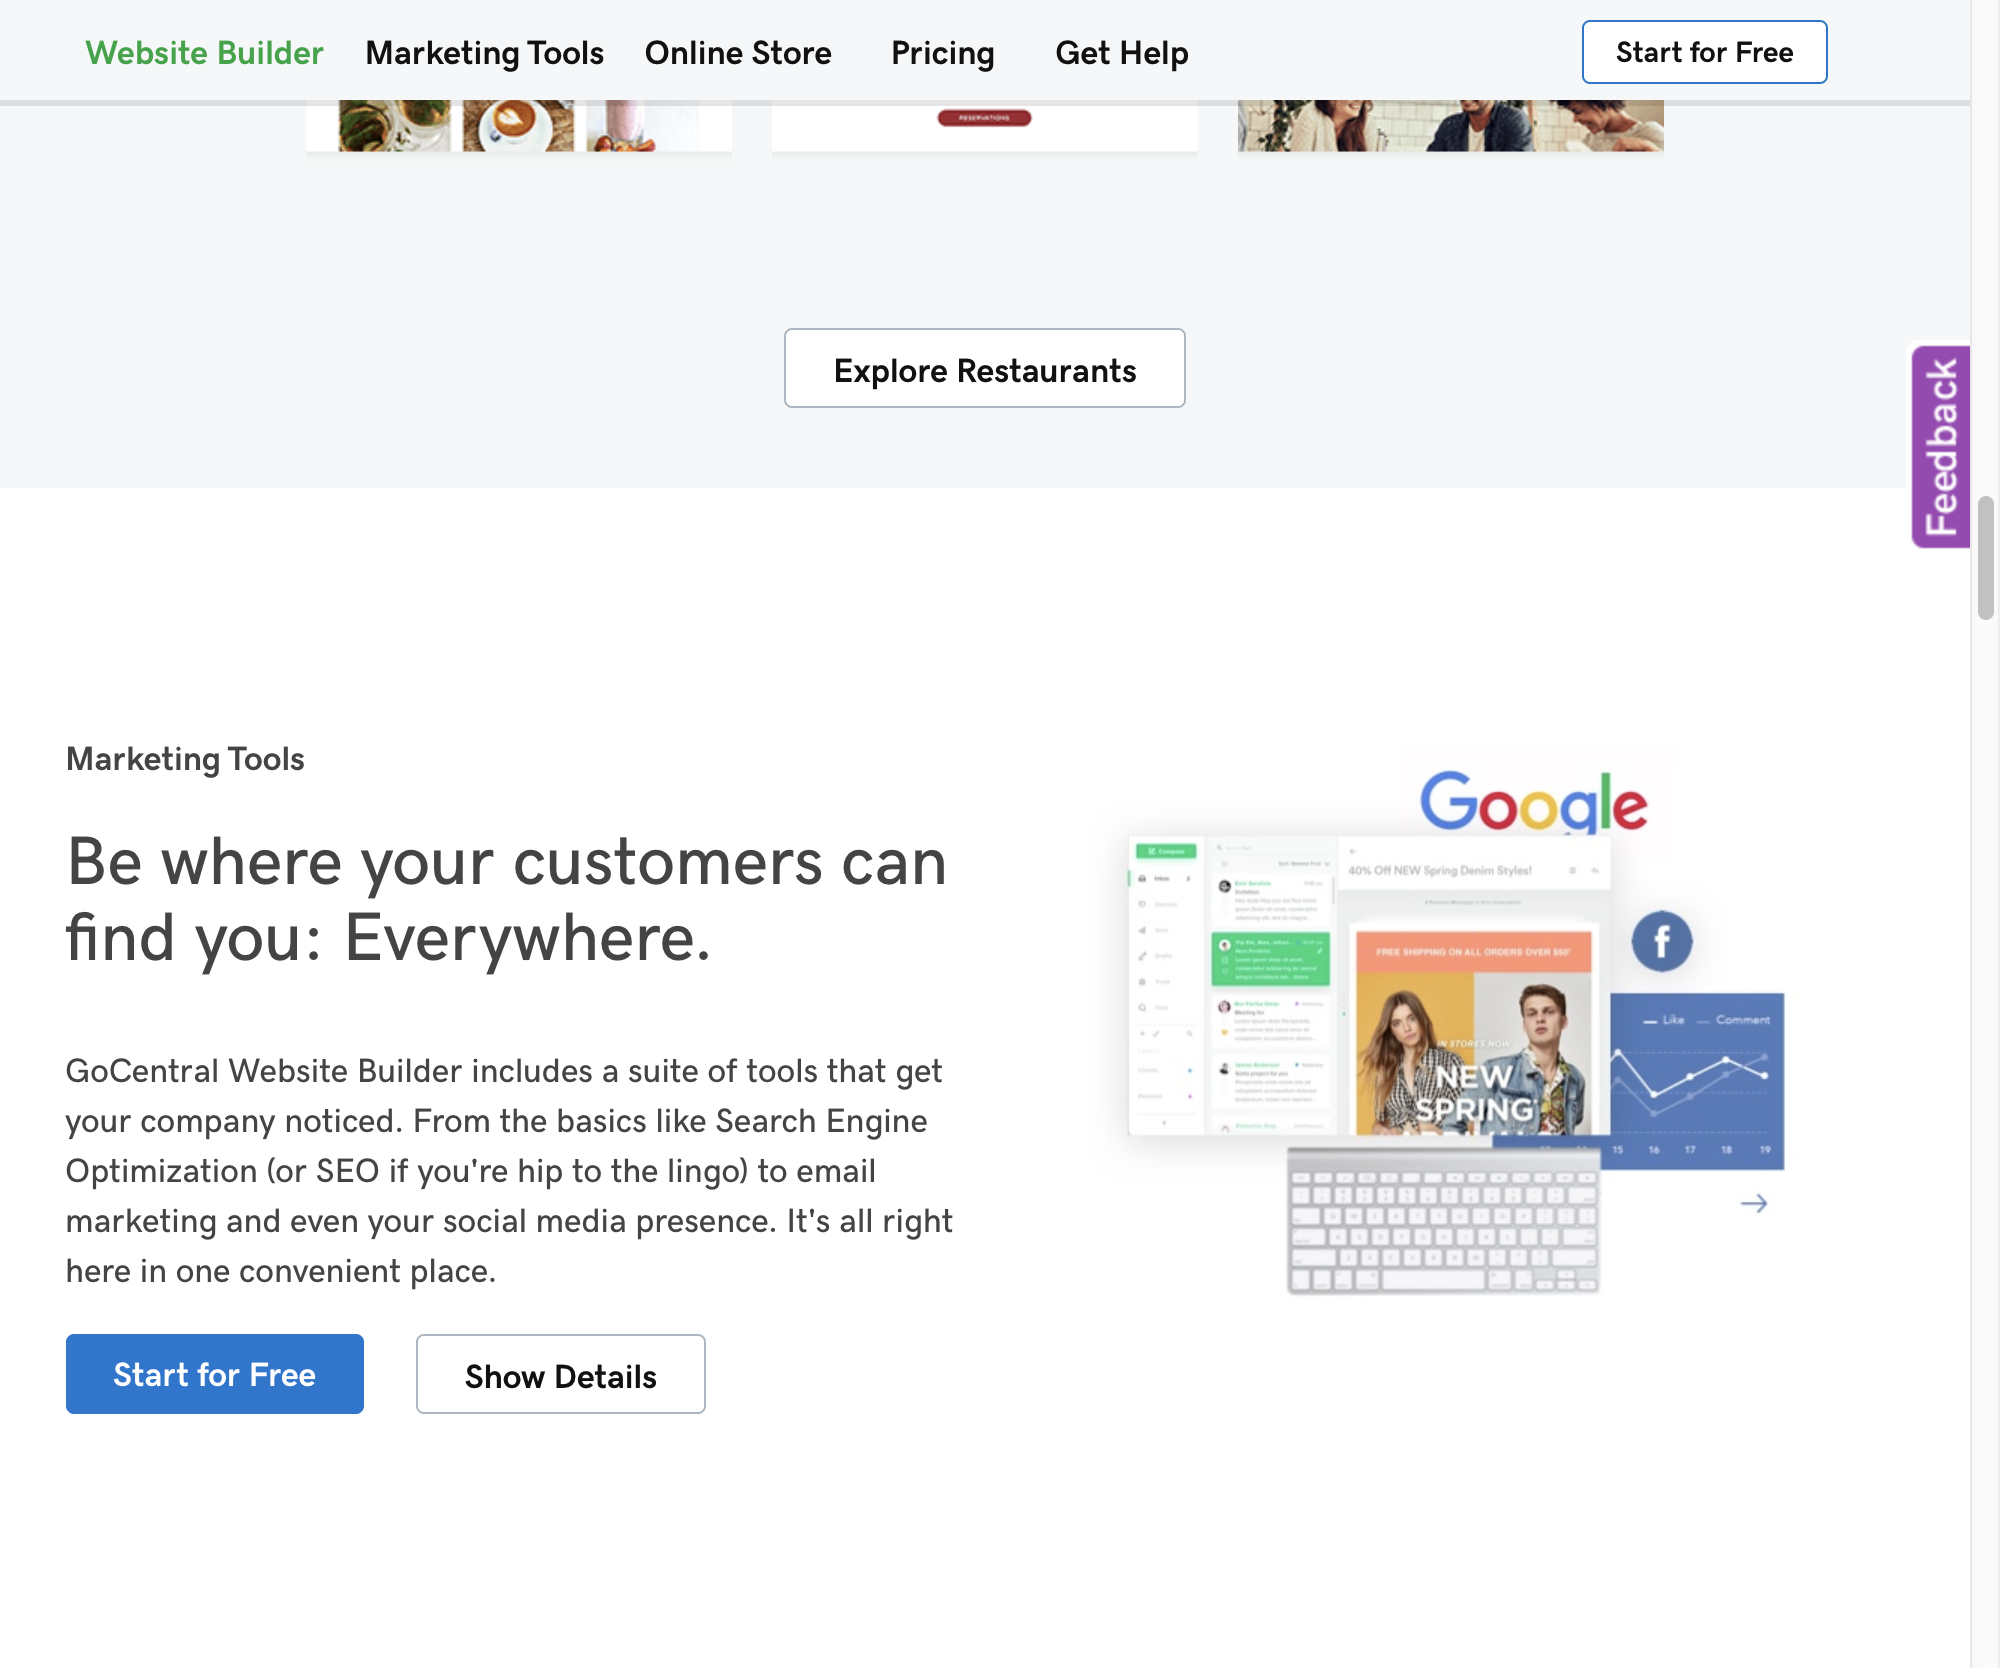 Website Builder
Marketing Tools
Online Store
Pricing
Get Help
Start for Free
RESERVATIONS
Explore Restaurants
Feedback
Marketing Tools
Be where your customers can
find you: Everywhere.
GoCentral Website Builder includes a suite of tools that get
your company noticed. From the basics like Search Engine
Optimization (or SEO if you're hip to the lingo) to email
marketing and even your social media presence. It's all right
here in one convenient place.
Start for Free
Show Details
Google
Compose
Inbox
40% Off NEW Spring Denim Styles!
FREE SHIPPING ON ALL ORDERS OVER $50*
IN STORES NOW
NEW
SPRING
f
Like
Comment
15 16 17 18 19